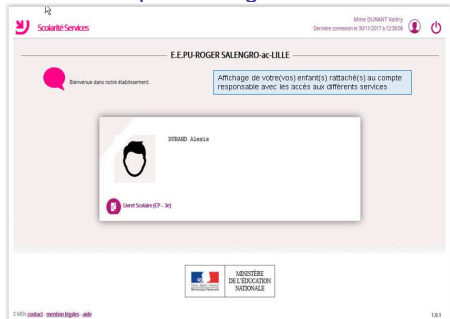 Scolarité Services
Mme DURANT Valéry
Dernière connexion le 30/11/2017 à 12:38:08
E.E.PU-ROGER SALENGRO-ac-LILLE
Bienvenue dans notre établissement.
Affichage de votre(vos) enfant(s) rattaché(s) au compte
responsable avec les accès aux différents services
DURAND Alexis
Livret Scolaire (CP - 3e)
MINISTÈRE
DE L'ÉDUCATION
NATIONALE
contact - mention légales - aide